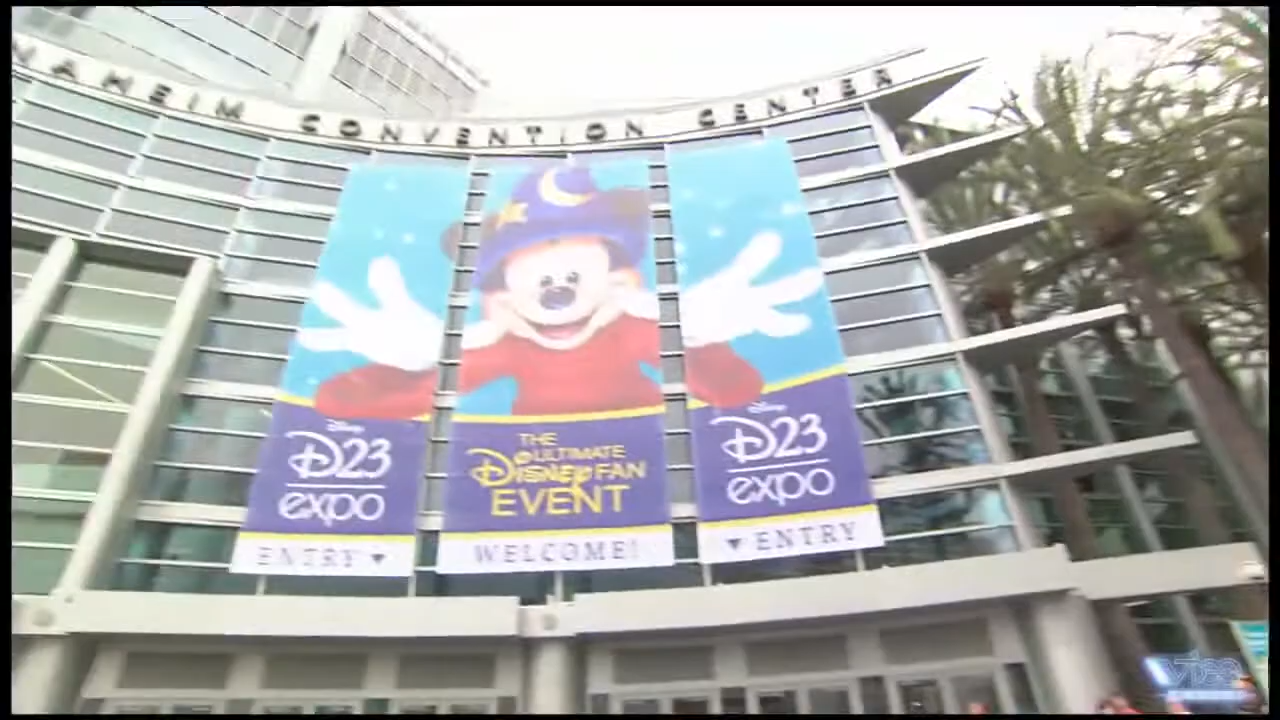 ANAHEIM CONVENTION CENTER
Disney
D23
expo
ENTRY
THE
ULTIMATE
Disney FAN
EVENT
WELCOME!
Disney
D23
expo
ENTRY